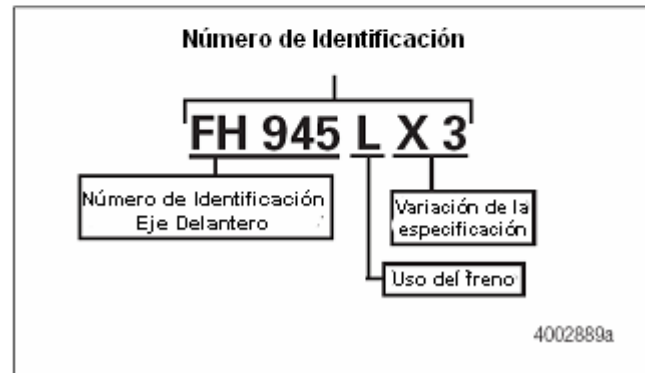 Número de Identificación
FH 945 L X 3
Número de Identificación
Eje Delantero
Variación de la
especificación
Uso del freno
4002889a